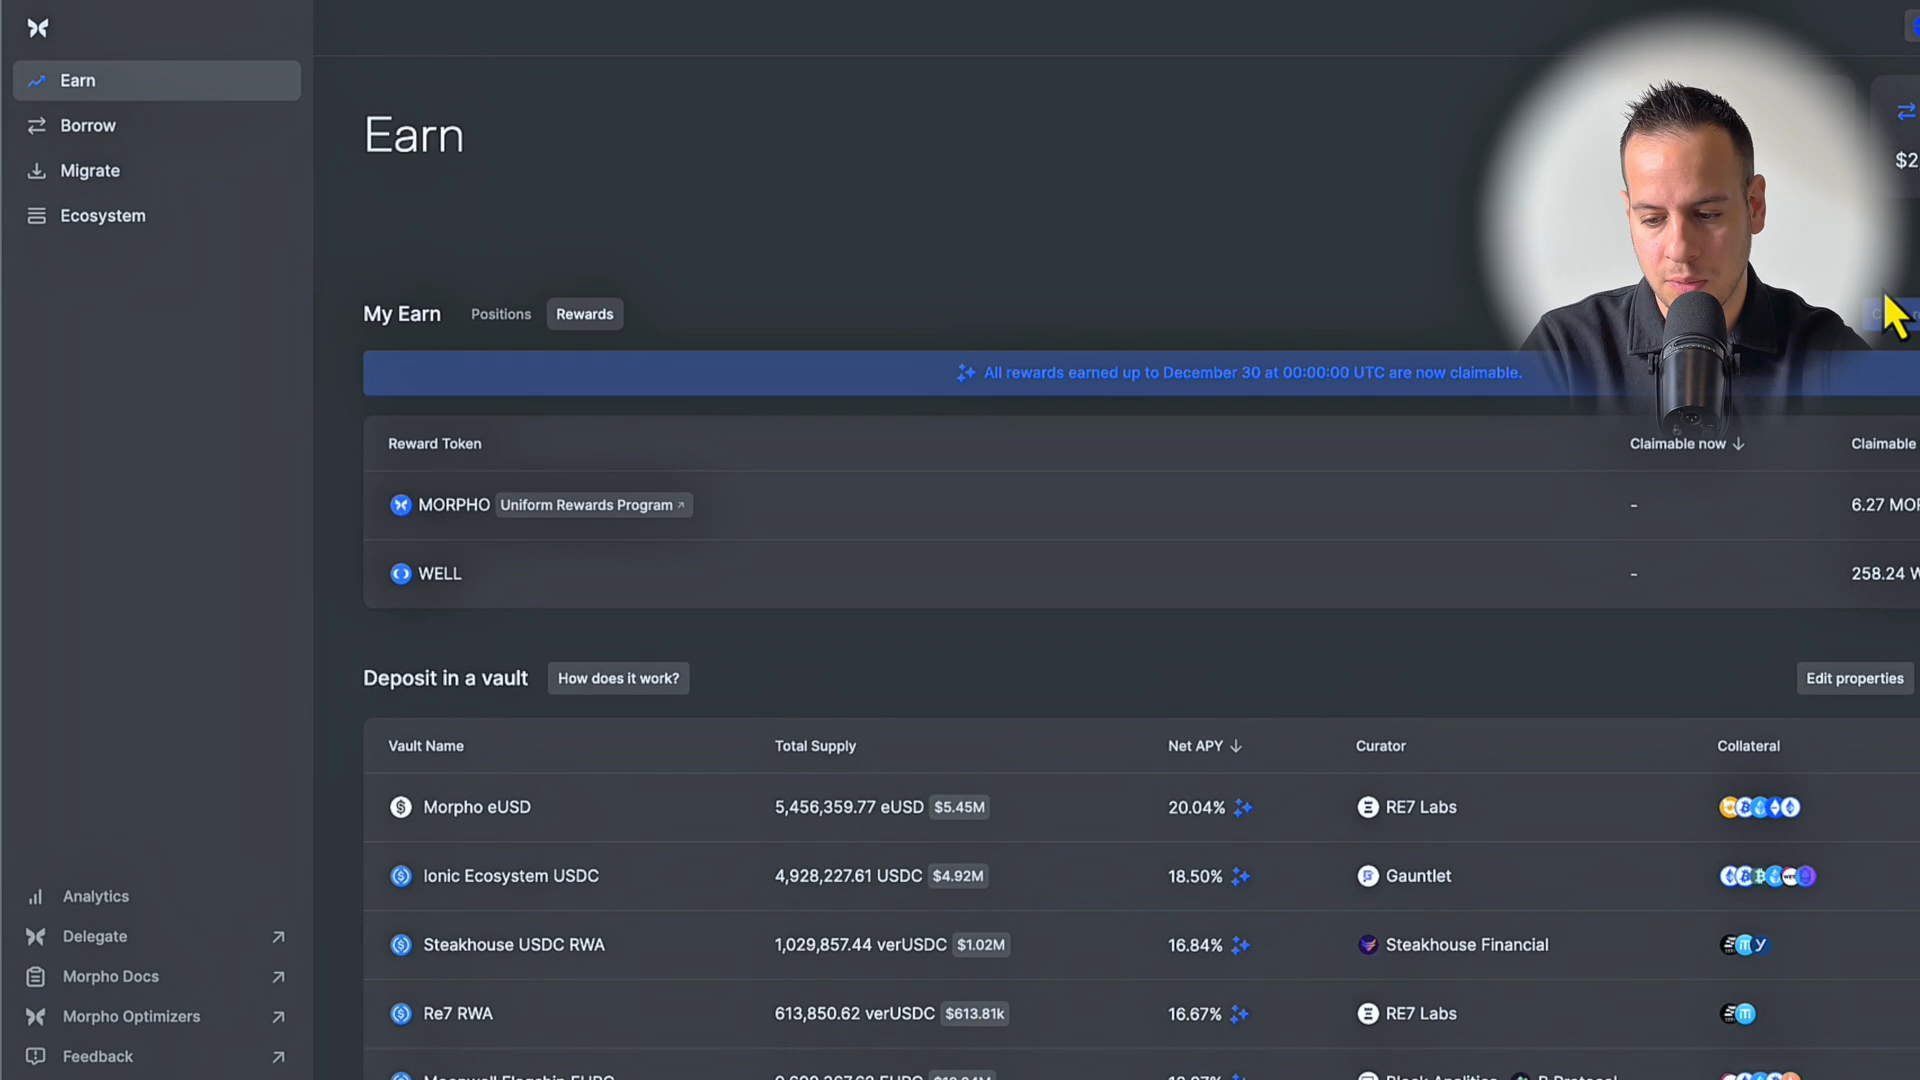 Earn
Borrow
Migrate
Ecosystem
Earn
$2
My Earn Positions Rewards
All rewards earned up to December 30 at 00:00:00 UTC are now claimable.
Reward Token Claimable now Claimable
MORPHO Uniform Rewards Program - 6.27
WELL - 258.24
Deposit in a vault How does it work? Edit properties
Vault Name Total Supply Net APY Curator Collateral
Morpho eUSD 5,456,359.77 eUSD $5.45M 20.04% RE7 Labs
Ionic Ecosystem USDC 4,928,227.61 USDC $4.92M 18.50% Gauntlet
Steakhouse USDC RWA 1,029,857.44 verUSDC $1.02M 16.84% Steakhouse Financial
Re7 RWA 613,850.62 verUSDC $613.81k 16.67% RE7 Labs
Analytics
Delegate
Morpho Docs
Morpho Optimizers
Feedback